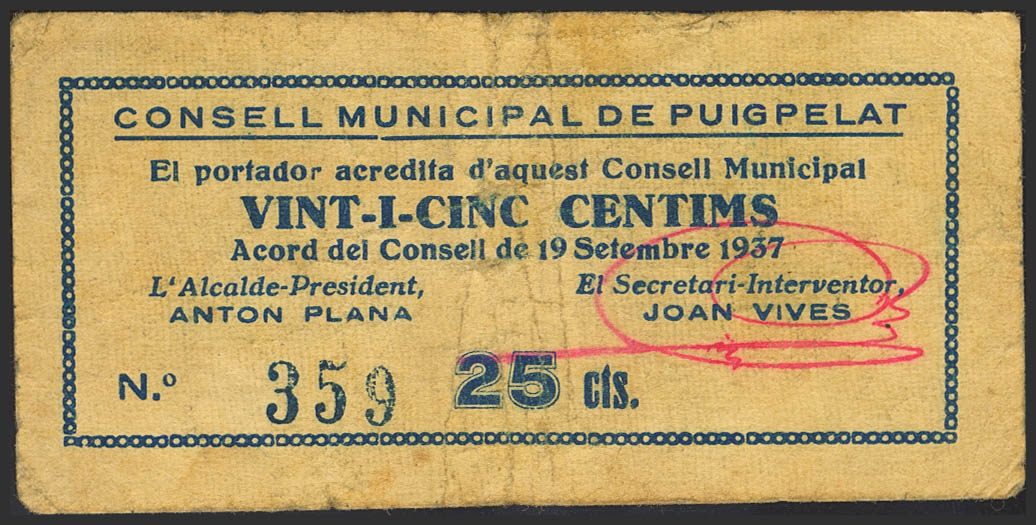 CONSELL MUNICIPAL DE PUIGPELAT
El portador acredita d'aquest Consell Municipal
VINT-I-CINC CENTIMS
Acord del Consell de 19 Setembre 1937
L'Alcalde-President,
ANTON PLANA
El Secretari-Interventor,
JOAN VIVES
N.º 359 25 cts.